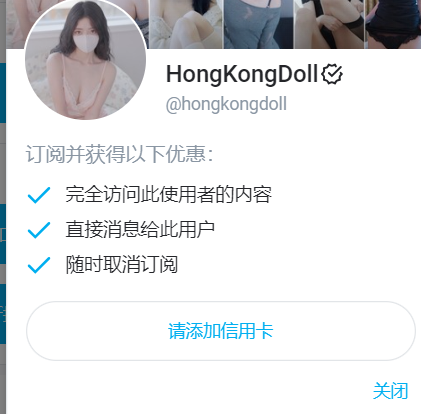 HongKongDoll
@hongkongdoll
订阅并获得以下优惠：
完全访问此使用者的内容
直接消息给此用户
随时取消订阅
请添加信用卡
关闭